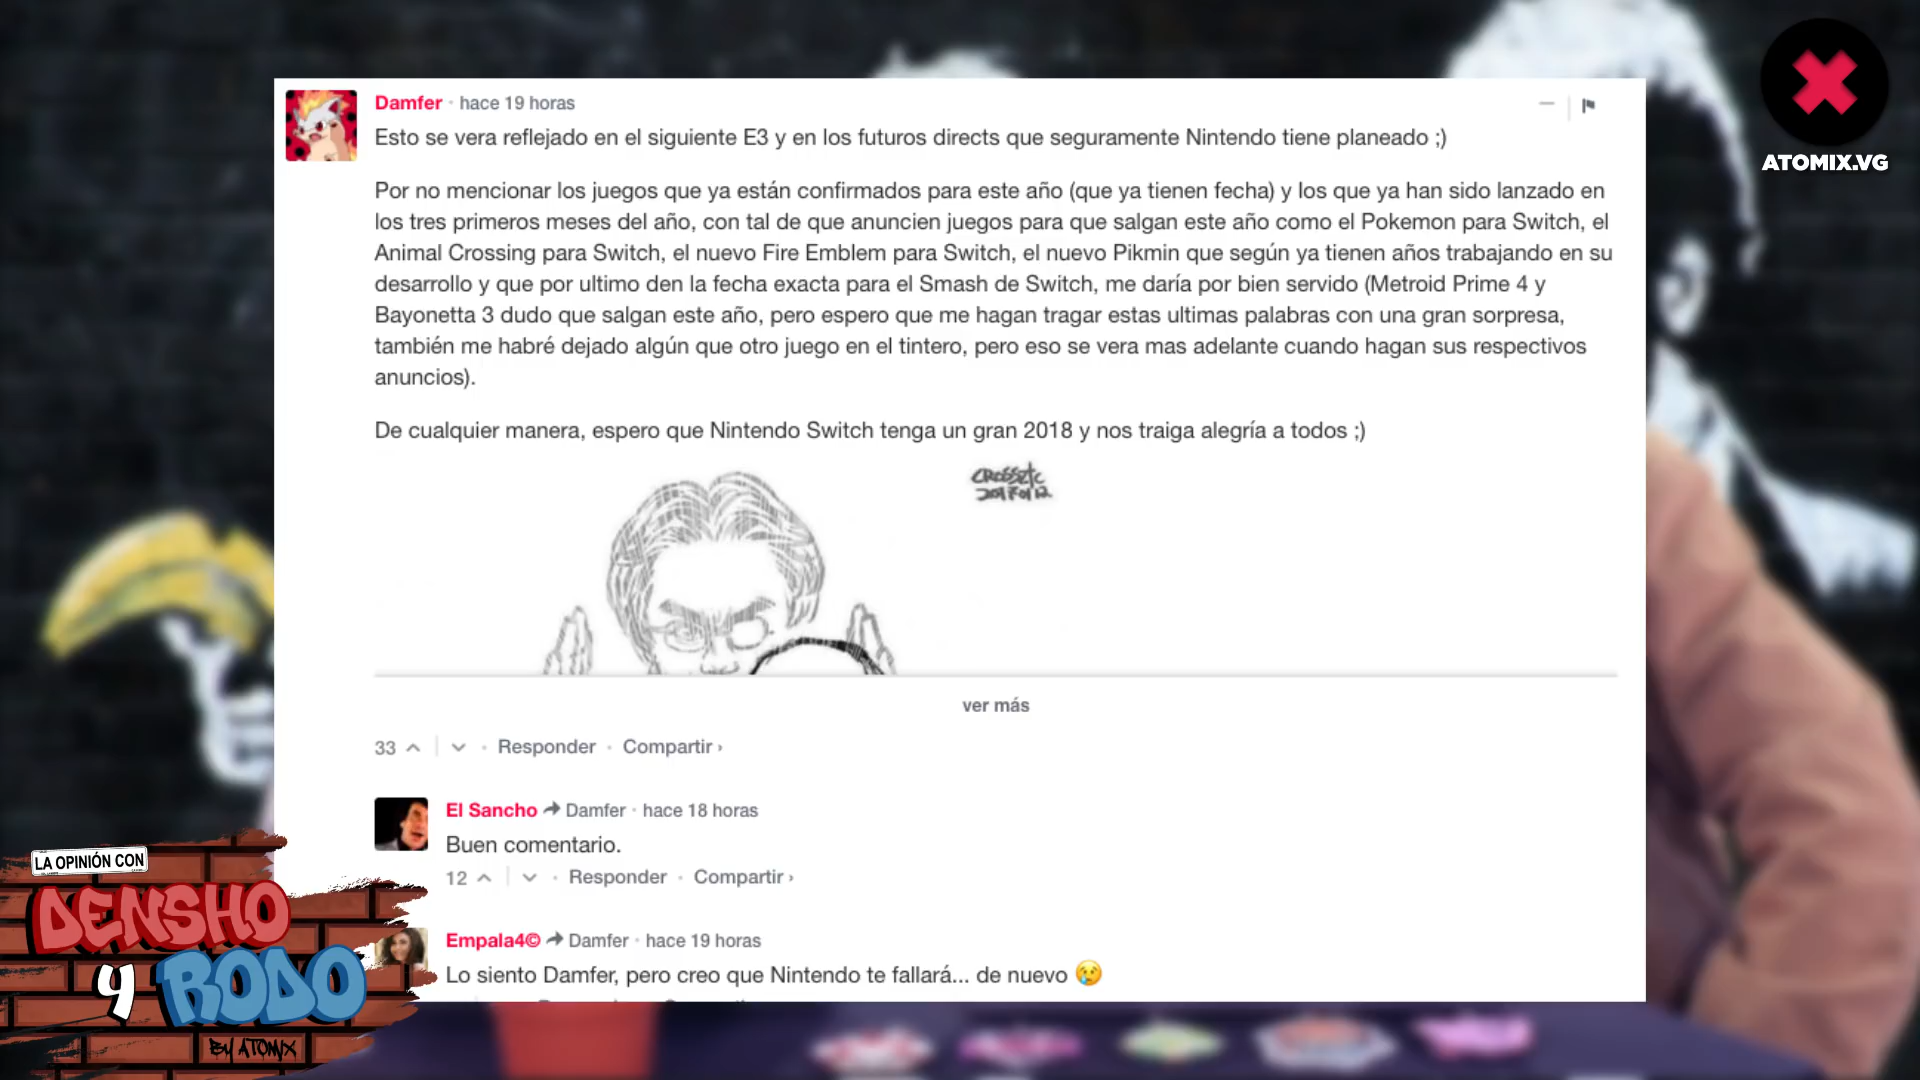 ATOMIX.VG
Damfer · hace 19 horas
Esto se vera reflejado en el siguiente E3 y en los futuros directs que seguramente Nintendo tiene planeado ;)
Por no mencionar los juegos que ya están confirmados para este año (que ya tienen fecha) y los que ya han sido lanzado en
los tres primeros meses del año, con tal de que anuncien juegos para que salgan este año como el Pokemon para Switch, el
Animal Crossing para Switch, el nuevo Fire Emblem para Switch, el nuevo Pikmin que según ya tienen años trabajando en su
desarrollo y que por ultimo den la fecha exacta para el Smash de Switch, me daría por bien servido (Metroid Prime 4 y
Bayonetta 3 dudo que salgan este año, pero espero que me hagan tragar estas ultimas palabras con una gran sorpresa,
también me habré dejado algún que otro juego en el tintero, pero eso se vera mas adelante cuando hagan sus respectivos
anuncios).
De cualquier manera, espero que Nintendo Switch tenga un gran 2018 y nos traiga alegría a todos ;)
ver más
33 · Responder · Compartir ›
El Sancho Damfer · hace 18 horas
Buen comentario.
12 · Responder · Compartir ›
Empala4© Damfer · hace 19 horas
Lo siento Damfer, pero creo que Nintendo te fallará... de nuevo 😢
LA OPINIÓN CON
DENSHO
Y RODO
BY ATOMIX